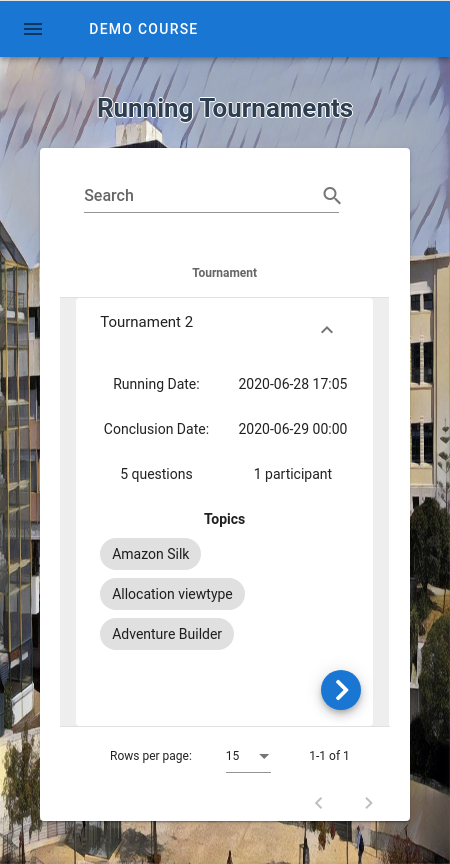 DEMO COURSE
Running Tournaments
Search
Tournament
Tournament 2
Running Date: 2020-06-28 17:05
Conclusion Date: 2020-06-29 00:00
5 questions 1 participant
Topics
Amazon Silk
Allocation viewtype
Adventure Builder
Rows per page: 15 1-1 of 1